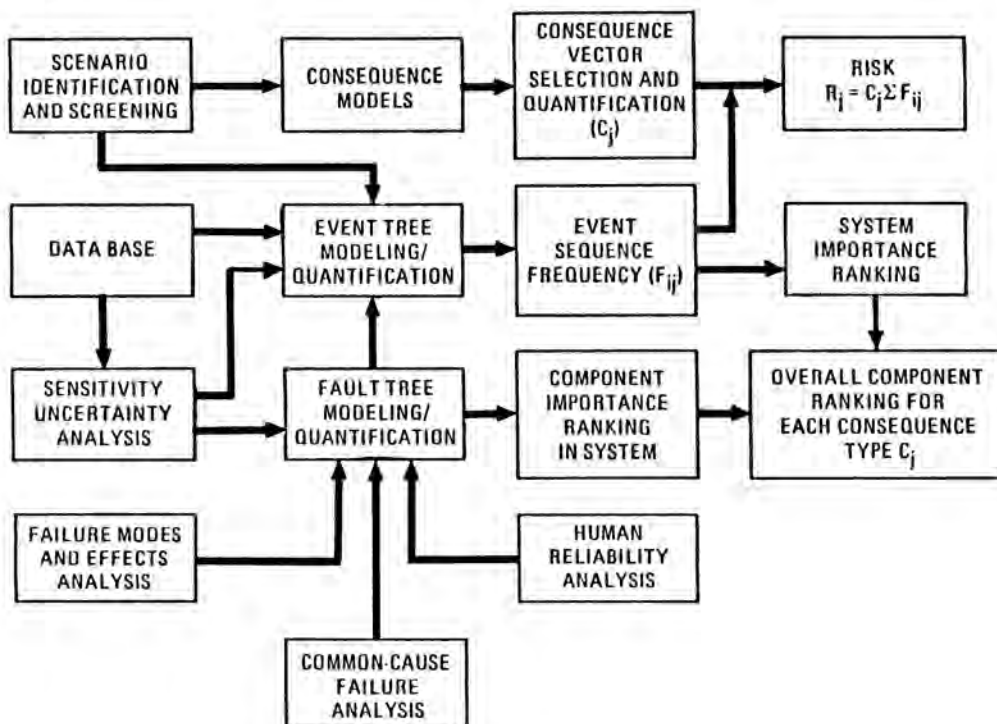 SCENARIO
IDENTIFICATION
AND SCREENING
CONSEQUENCE
MODELS
CONSEQUENCE
VECTOR
SELECTION AND
QUANTIFICATION
(Cj)
RISK
Rj = CjΣFij
DATA BASE
EVENT TREE
MODELING/
QUANTIFICATION
EVENT
SEQUENCE
FREQUENCY (Fij)
SYSTEM
IMPORTANCE
RANKING
SENSITIVITY
UNCERTAINTY
ANALYSIS
FAULT TREE
MODELING/
QUANTIFICATION
COMPONENT
IMPORTANCE
RANKING
IN SYSTEM
OVERALL COMPONENT
RANKING FOR
EACH CONSEQUENCE
TYPE Cj
FAILURE MODES
AND EFFECTS
ANALYSIS
HUMAN
RELIABILITY
ANALYSIS
COMMON-CAUSE
FAILURE
ANALYSIS